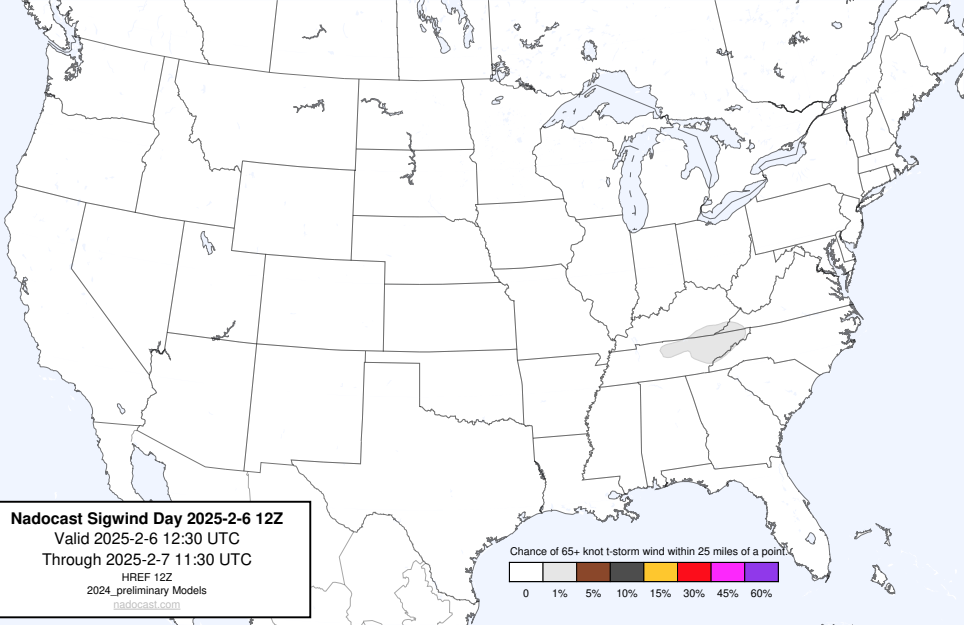 Nadocast Sigwind Day 2025-2-6 12Z
Valid 2025-2-6 12:30 UTC
Through 2025-2-7 11:30 UTC
HREF 12Z
2024_preliminary Models
nadocast.com
Chance of 65+ knot t-storm wind within 25 miles of a point.
0 1% 5% 10% 15% 30% 45% 60%